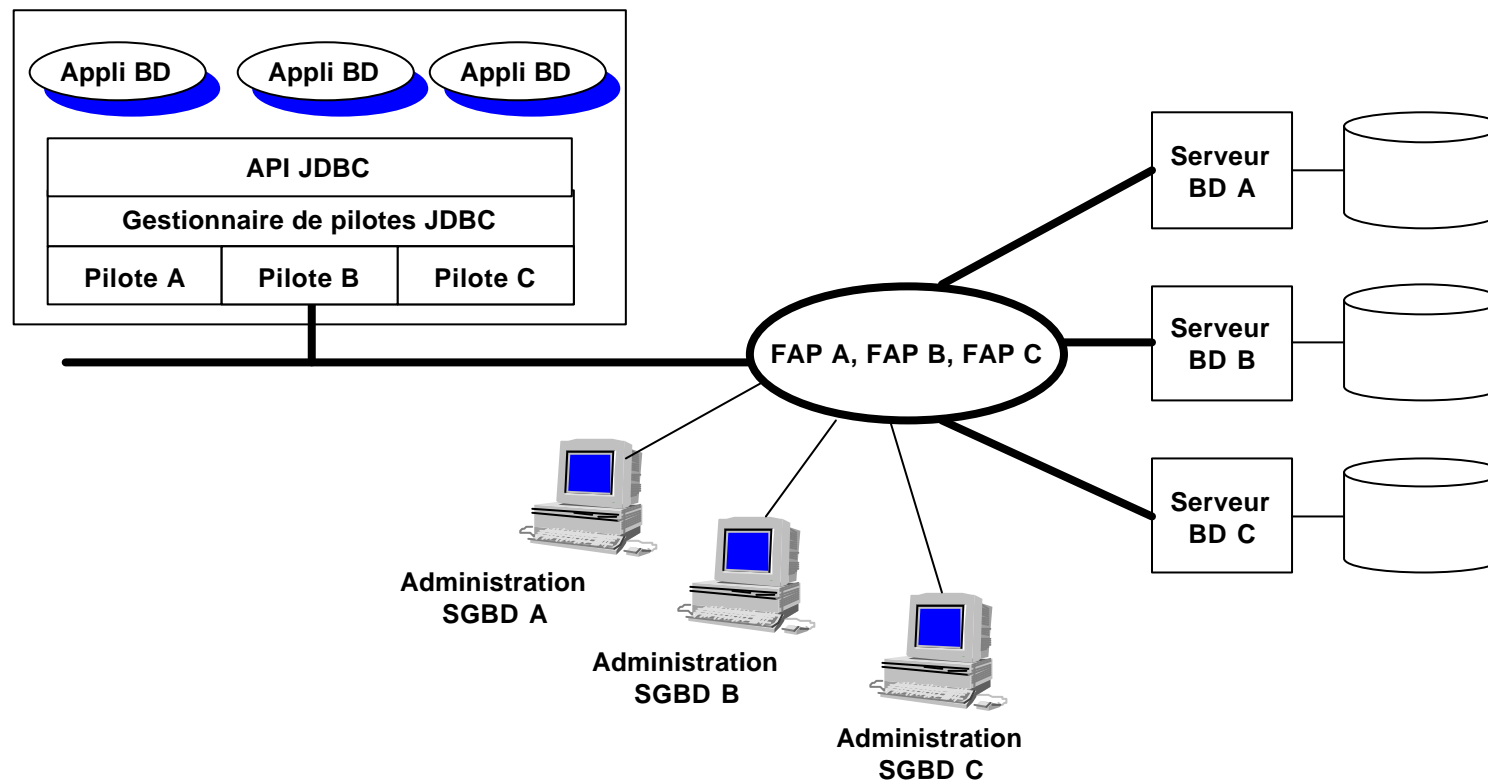 Appli BD
Appli BD
Appli BD
API JDBC
Gestionnaire de pilotes JDBC
Pilote A
Pilote B
Pilote C
FAP A, FAP B, FAP C
Serveur
BD A
Serveur
BD B
Serveur
BD C
Administration
SGBD A
Administration
SGBD B
Administration
SGBD C